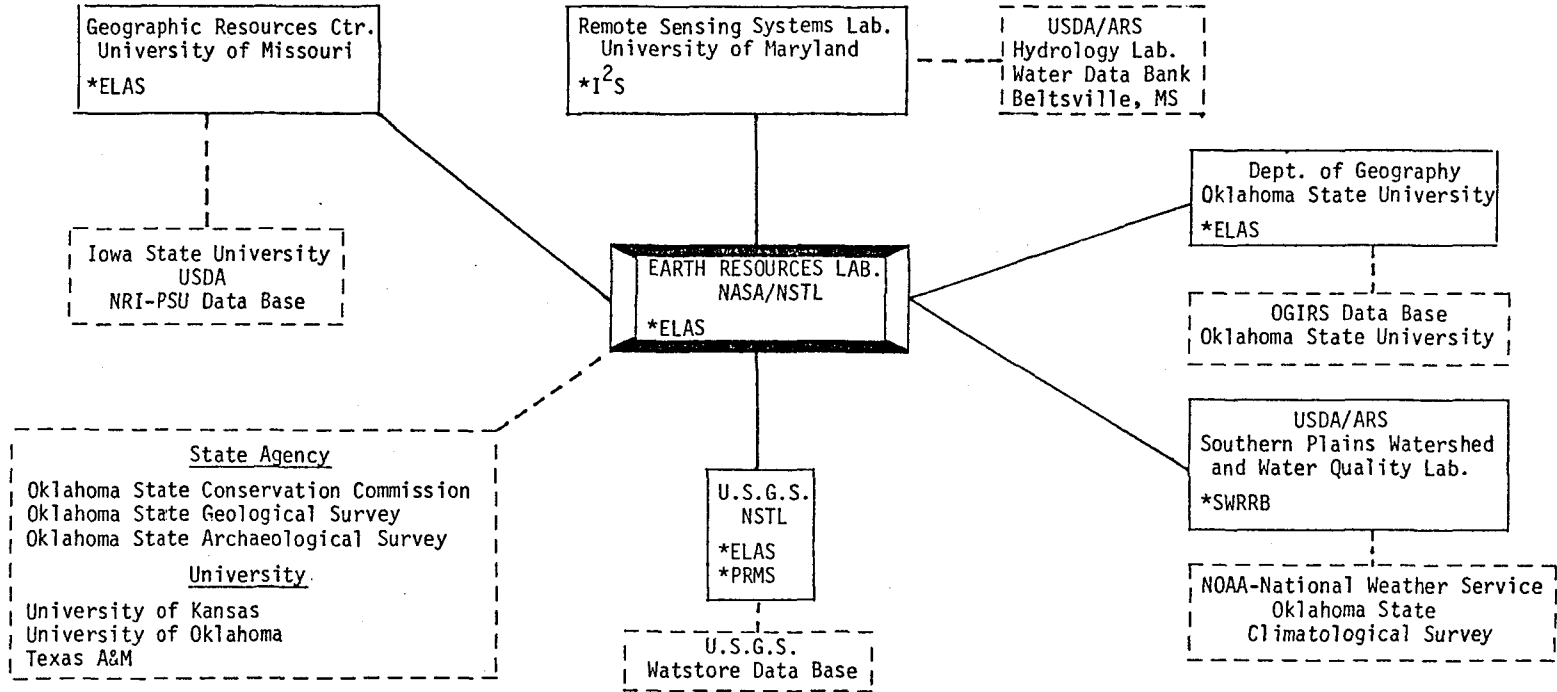 Geographic Resources Ctr.
University of Missouri
*ELAS
Remote Sensing Systems Lab.
University of Maryland
*I²S
USDA/ARS
Hydrology Lab.
Water Data Bank
Beltsville, MS
Iowa State University
USDA
NRI-PSU Data Base
EARTH RESOURCES LAB.
NASA/NSTL
*ELAS
Dept. of Geography
Oklahoma State University
*ELAS
OGIRS Data Base
Oklahoma State University
State Agency
Oklahoma State Conservation Commission
Oklahoma State Geological Survey
Oklahoma State Archaeological Survey
University
University of Kansas
University of Oklahoma
Texas A&M
U.S.G.S.
NSTL
*ELAS
*PRMS
U.S.G.S.
Watstore Data Base
USDA/ARS
Southern Plains Watershed
and Water Quality Lab.
*SWRRB
NOAA-National Weather Service
Oklahoma State
Climatological Survey